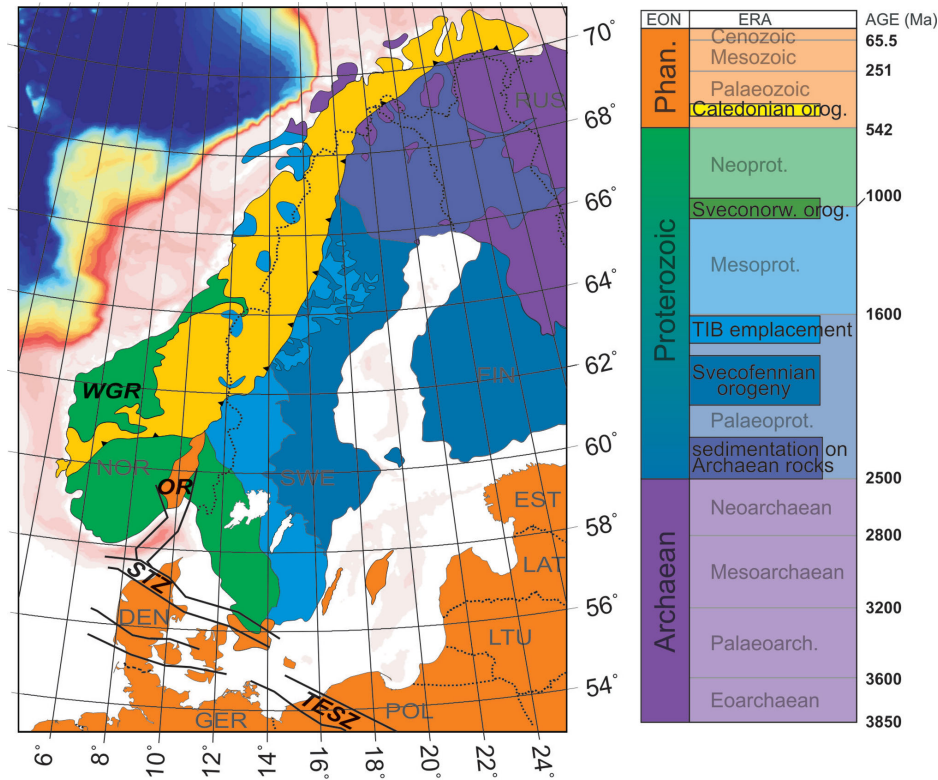 70°
68°
66°
64°
62°
60°
58°
56°
54°
6°
8°
10°
12°
14°
16°
18°
20°
22°
24°
RUS
FIN
WGR
NOR
OR
SWE
EST
LAT
STZ
DEN
LTU
GER
TESZ
POL
EON ERA AGE (Ma)
Phan.
Cenozoic
65.5
Mesozoic
251
Palaeozoic
Caledonian orog.
542
Proterozoic
Neoprot.
1000
Sveconorw. orog.
Mesoprot.
1600
TIB emplacement
Svecofennian
orogeny
Palaeoprot.
sedimentation on
Archaean rocks
2500
Archaean
Neoarchaean
2800
Mesoarchaean
3200
Palaeoarch.
3600
Eoarchaean
3850